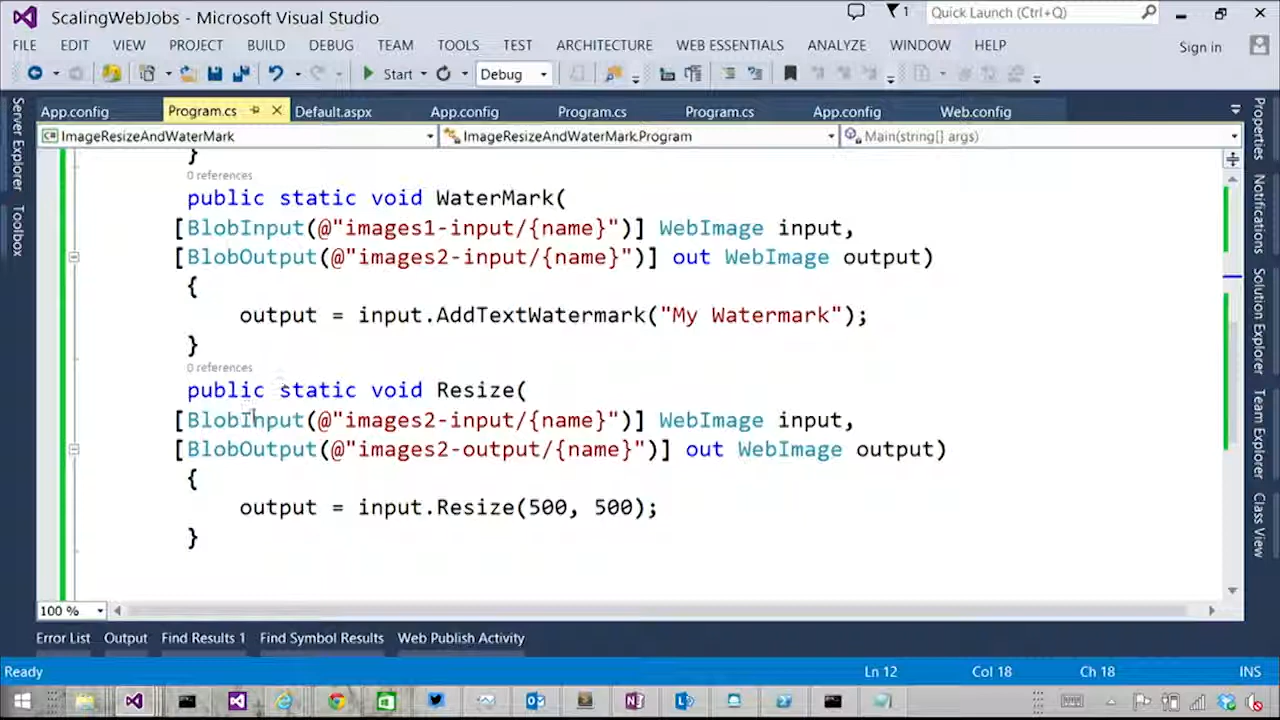 ScalingWebJobs - Microsoft Visual Studio
1
Quick Launch (Ctrl+Q)
FILE EDIT VIEW PROJECT BUILD DEBUG TEAM TOOLS TEST ARCHITECTURE WEB ESSENTIALS ANALYZE WINDOW HELP Sign in
Start Debug
App.config Program.cs Default.aspx App.config Program.cs Program.cs App.config Web.config
ImageResizeAndWaterMark ImageResizeAndWaterMark.Program Main(string[] args)
Server Explorer
Toolbox
}
0 references
public static void WaterMark(
[BlobInput(@"images1-input/{name}")] WebImage input,
[BlobOutput(@"images2-input/{name}")] out WebImage output)
{
output = input.AddTextWatermark("My Watermark");
}
0 references
public static void Resize(
[BlobInput(@"images2-input/{name}")] WebImage input,
[BlobOutput(@"images2-output/{name}")] out WebImage output)
{
output = input.Resize(500, 500);
}
Properties
Notifications
Solution Explorer
Team Explorer
Class View
100 %
Error List Output Find Results 1 Find Symbol Results Web Publish Activity
Ready Ln 12 Col 18 Ch 18 INS